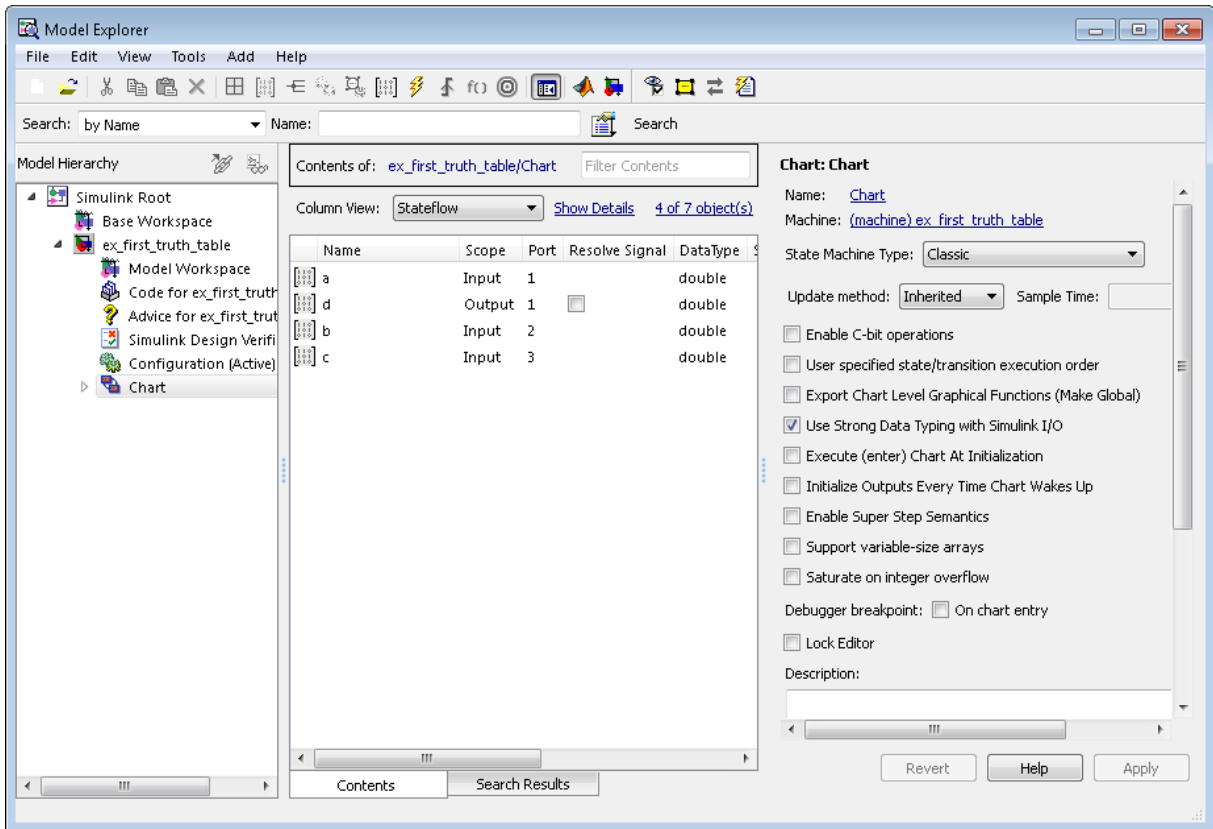 Model Explorer
File Edit View Tools Add Help
f()
Search: by Name Name: Search
Model Hierarchy
Simulink Root
Base Workspace
ex_first_truth_table
Model Workspace
Code for ex_first_truth
Advice for ex_first_trut
Simulink Design Verifi
Configuration (Active)
Chart
Contents of: ex_first_truth_table/Chart Filter Contents
Column View: Stateflow Show Details 4 of 7 object(s)
Name Scope Port Resolve Signal DataType
a Input 1 double
d Output 1 double
b Input 2 double
c Input 3 double
Contents Search Results
Chart: Chart
Name: Chart
Machine: (machine) ex_first_truth_table
State Machine Type: Classic
Update method: Inherited Sample Time:
Enable C-bit operations
User specified state/transition execution order
Export Chart Level Graphical Functions (Make Global)
Use Strong Data Typing with Simulink I/O
Execute (enter) Chart At Initialization
Initialize Outputs Every Time Chart Wakes Up
Enable Super Step Semantics
Support variable-size arrays
Saturate on integer overflow
Debugger breakpoint: On chart entry
Lock Editor
Description:
Revert Help Apply